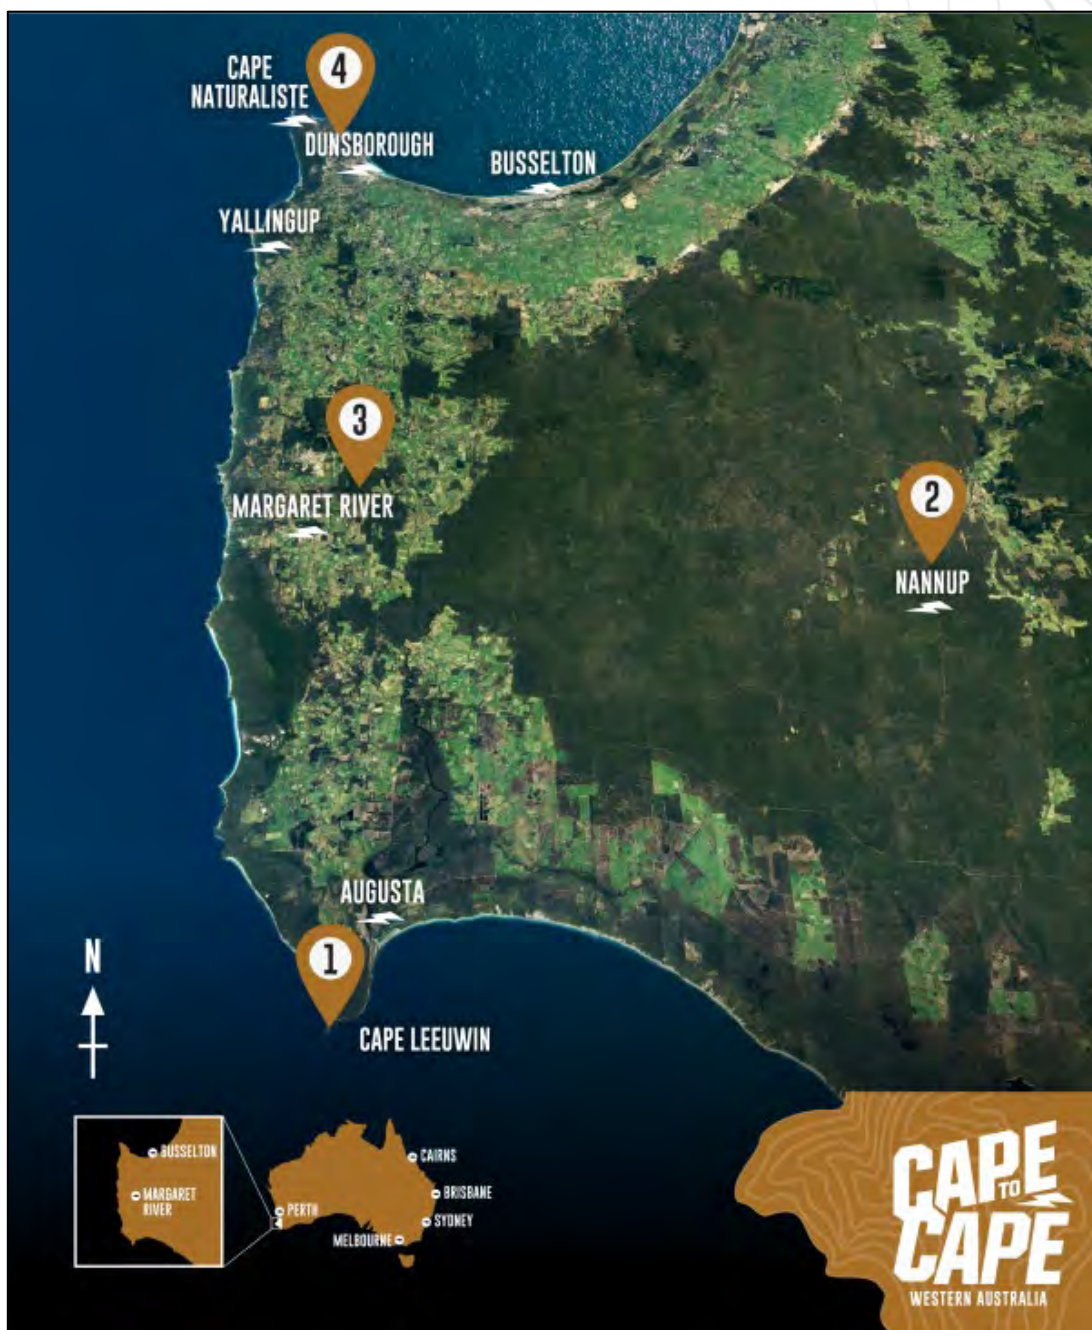 CAPE
NATURALISTE
4
DUNSBOROUGH
BUSSELTON
YALLINGUP
3
MARGARET RIVER
2
NANNUP
AUGUSTA
1
CAPE LEEUWIN
N
BUSSELTON
MARGARET
RIVER
CAIRNS
BRISBANE
PERTH
SYDNEY
MELBOURNE
CAPE
TO
CAPE
WESTERN AUSTRALIA